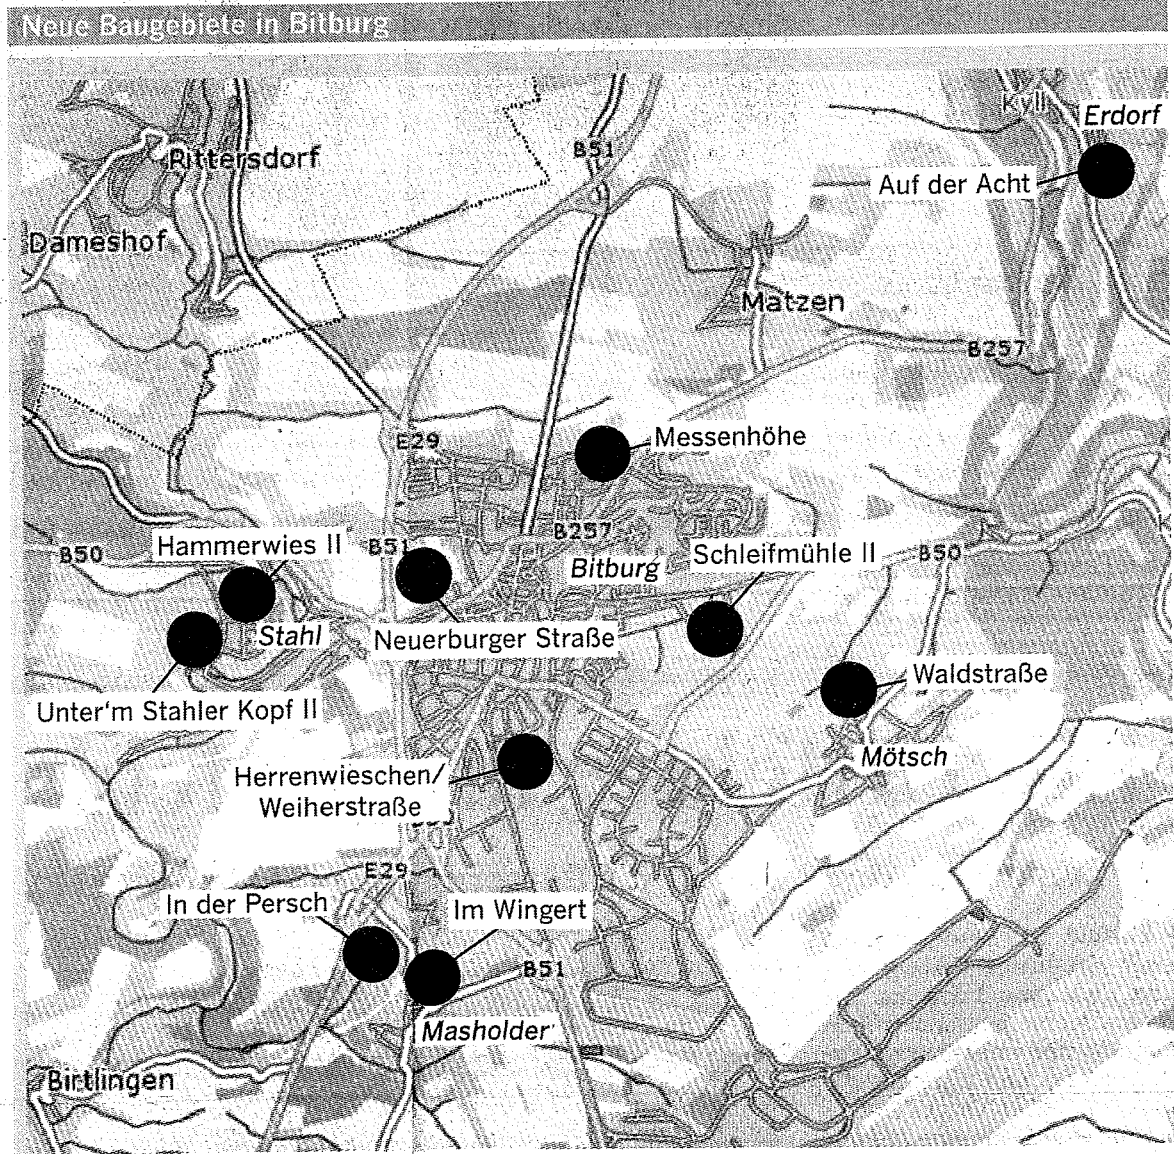 Neue Baugebiete in Bitburg
Kyll
Erdorf
B51
Rittersdorf
Auf der Acht
Dameshof
Matzen
B257
E29
Messenhöhe
B257
B50
Hammerwies II
B51
Bitburg
Schleifmühle II
B50
Stahl
Neuerburger Straße
Waldstraße
Unter'm Stahler Kopf II
Mötsch
Herrenwieschen/
Weiherstraße
E29
In der Persch
Im Wingert
B51
Masholder
Birtlingen